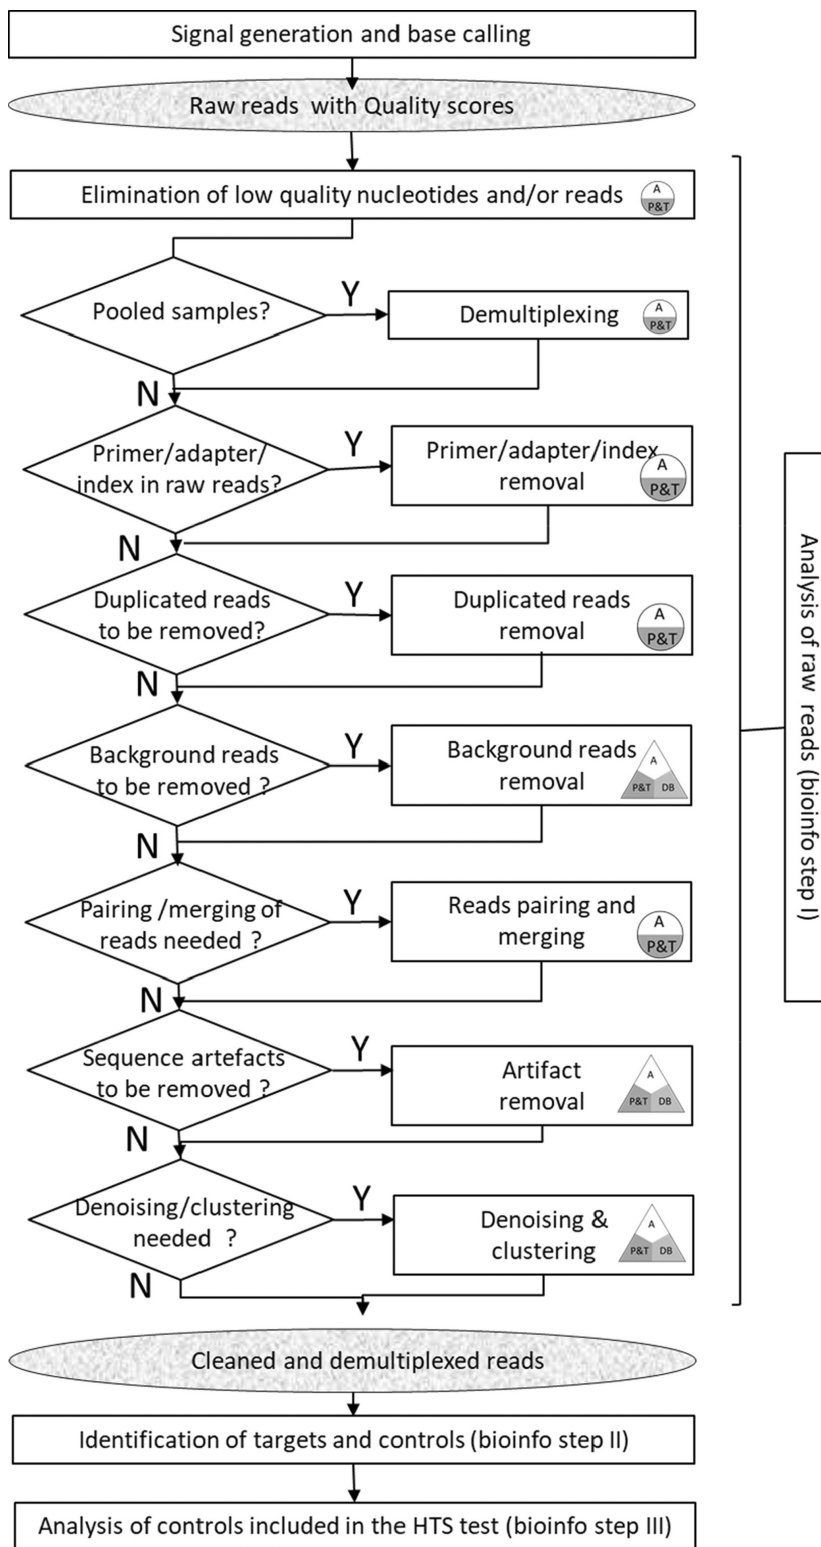 Signal generation and base calling
Raw reads with Quality scores
Elimination of low quality nucleotides and/or reads
A
P&T
Pooled samples?
Y
Demultiplexing
A
P&T
N
Primer/adapter/
index in raw reads?
Y
Primer/adapter/index
removal
A
P&T
N
Duplicated reads
to be removed?
Y
Duplicated reads
removal
A
P&T
N
Background reads
to be removed ?
Y
Background reads
removal
A
P&T DB
N
Pairing /merging of
reads needed ?
Y
Reads pairing and
merging
A
P&T
N
Sequence artefacts
to be removed ?
Y
Artifact
removal
A
P&T DB
N
Denoising/clustering
needed ?
Y
Denoising &
clustering
A
P&T DB
N
Cleaned and demultiplexed reads
Identification of targets and controls (bioinfo step II)
Analysis of controls included in the HTS test (bioinfo step III)
Analysis of raw reads (bioinfo step I)